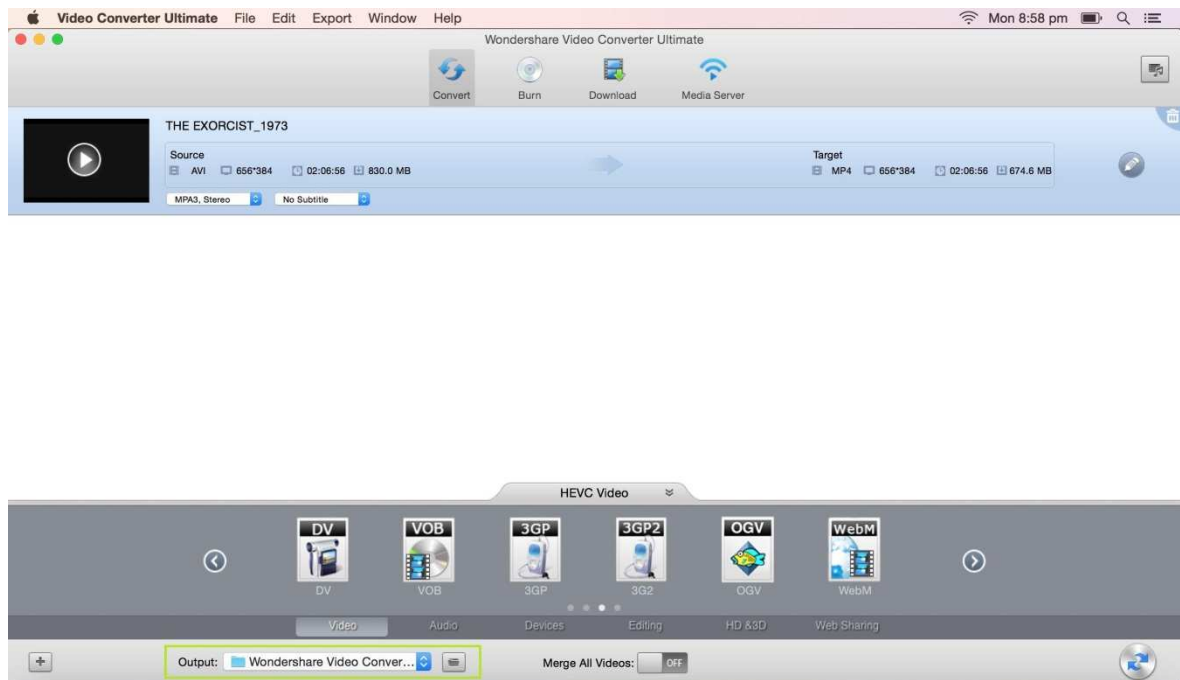 Video Converter Ultimate File Edit Export Window Help Mon 8:58 pm
Wondershare Video Converter Ultimate
Convert Burn Download Media Server
THE EXORCIST_1973
Source Target
AVI 656*384 02:06:56 830.0 MB MP4 656*384 02:06:56 674.6 MB
MPA3, Stereo No Subtitle
HEVC Video
DV VOB 3GP 3GP2 OGV WebM
DV VOB 3GP 3G2 OGV WebM
Video Audio Devices Editing HD &3D Web Sharing
Output: Wondershare Video Conver... Merge All Videos: OFF